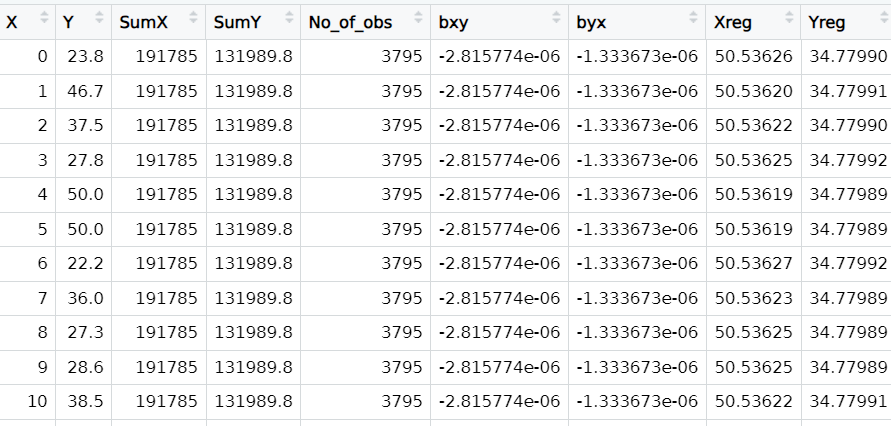 X Y SumX SumY No_of_obs bxy byx Xreg Yreg
0 23.8 191785 131989.8 3795 -2.815774e-06 -1.333673e-06 50.53626 34.77990
1 46.7 191785 131989.8 3795 -2.815774e-06 -1.333673e-06 50.53620 34.77991
2 37.5 191785 131989.8 3795 -2.815774e-06 -1.333673e-06 50.53622 34.77990
3 27.8 191785 131989.8 3795 -2.815774e-06 -1.333673e-06 50.53625 34.77992
4 50.0 191785 131989.8 3795 -2.815774e-06 -1.333673e-06 50.53619 34.77989
5 50.0 191785 131989.8 3795 -2.815774e-06 -1.333673e-06 50.53619 34.77989
6 22.2 191785 131989.8 3795 -2.815774e-06 -1.333673e-06 50.53627 34.77992
7 36.0 191785 131989.8 3795 -2.815774e-06 -1.333673e-06 50.53623 34.77989
8 27.3 191785 131989.8 3795 -2.815774e-06 -1.333673e-06 50.53625 34.77989
9 28.6 191785 131989.8 3795 -2.815774e-06 -1.333673e-06 50.53625 34.77989
10 38.5 191785 131989.8 3795 -2.815774e-06 -1.333673e-06 50.53622 34.77991